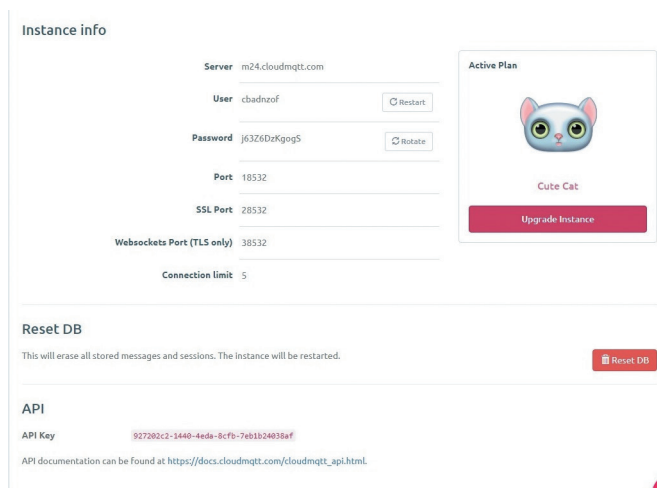 Instance info
Server m24.cloudmqtt.com
User cbadnzof
Restart
Password j63Z6DzKgogS
Rotate
Port 18532
SSL Port 28532
Websockets Port (TLS only) 38532
Connection limit 5
Active Plan
Cute Cat
Upgrade Instance
Reset DB
This will erase all stored messages and sessions. The instance will be restarted.
Reset DB
API
API Key 927202c2-1440-4eda-8cfb-7eb1b24038af
API documentation can be found at https://docs.cloudmqtt.com/cloudmqtt_api.html.